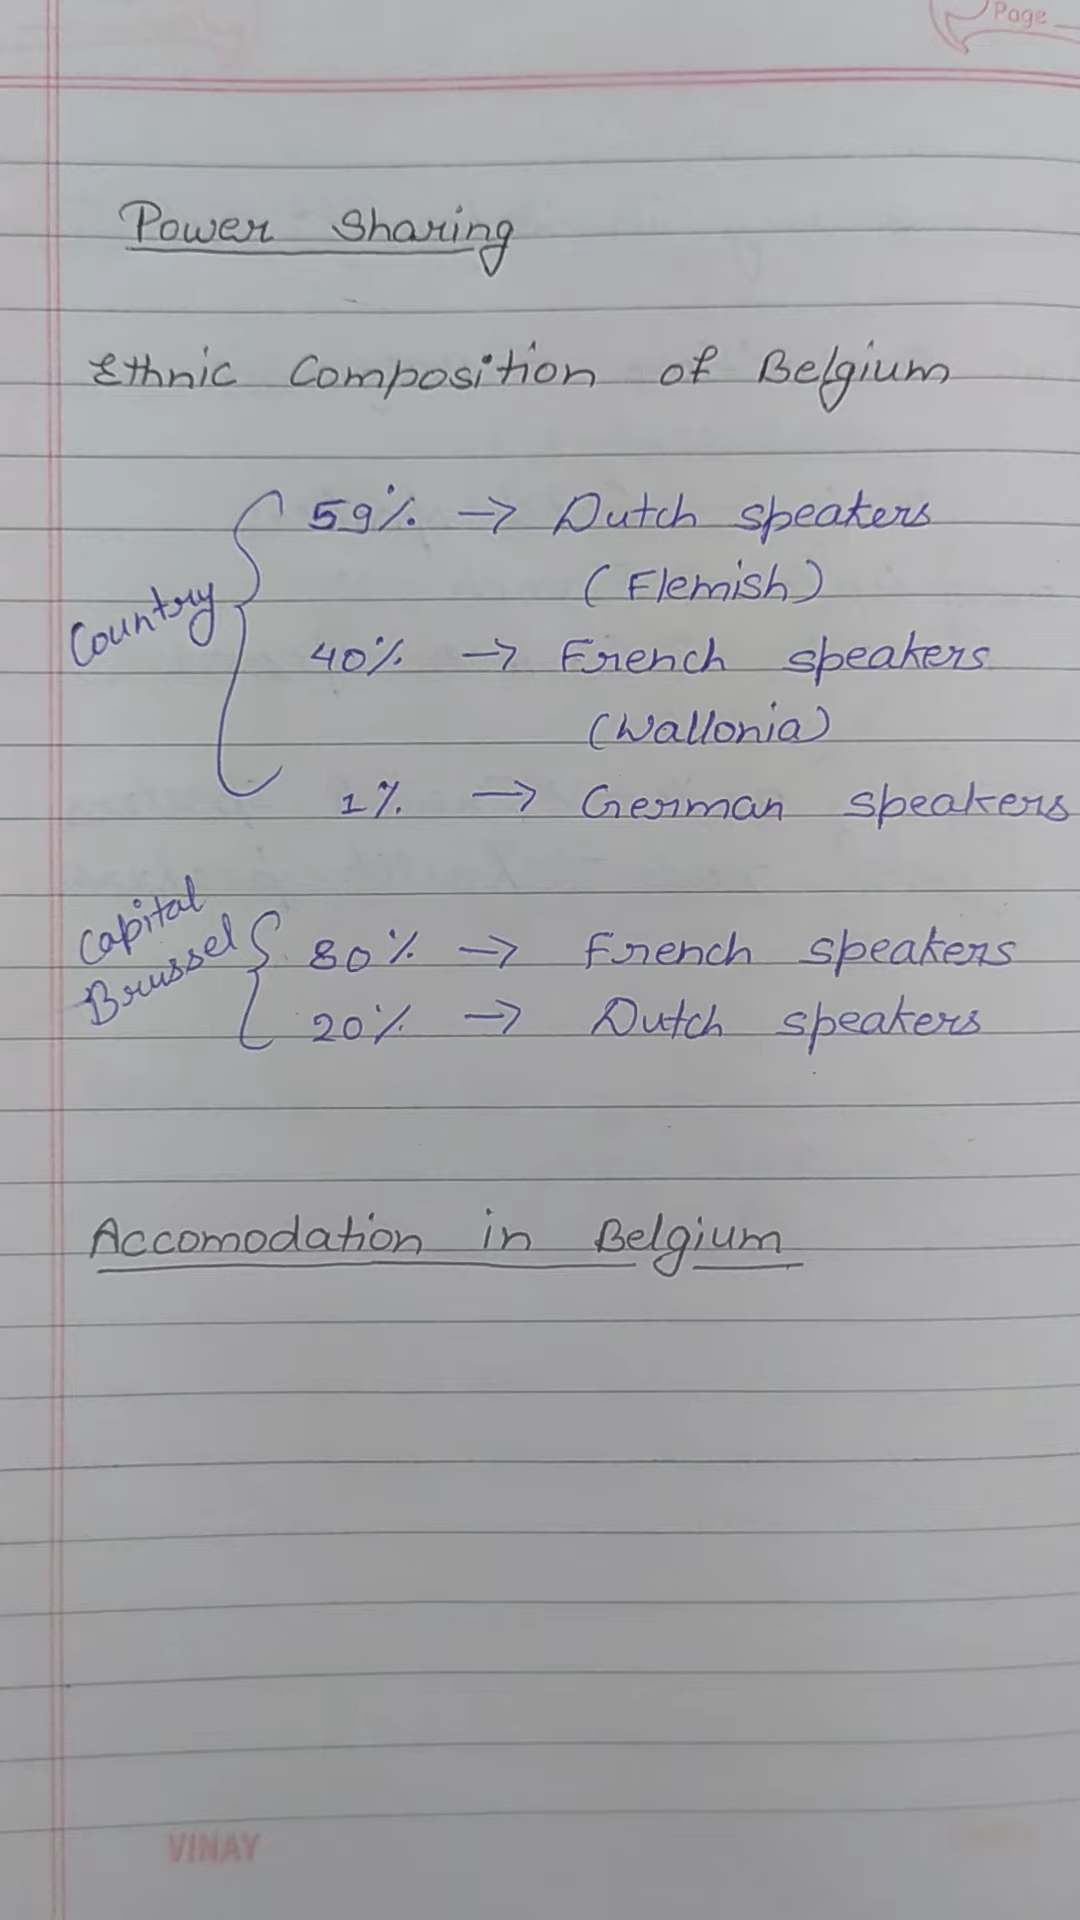 Page
Power Sharing
Ethnic Composition of Belgium
Country
59% → Dutch speakers
(Flemish)
40% → French speakers
(Wallonia)
1% → German speakers
Capital
Brussel
80% → French speakers
20% → Dutch speakers
Accomodation in Belgium
VINAY